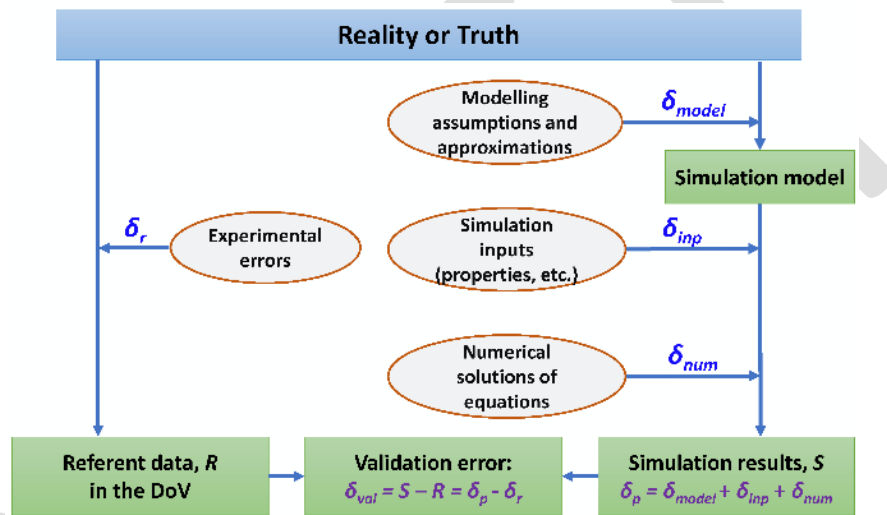 Reality or Truth
Modelling
assumptions and
approximations
δmodel
Simulation model
δr
Experimental
errors
Simulation
inputs
(properties, etc.)
δinp
Numerical
solutions of
equations
δnum
Referent data, R
in the DoV
Validation error:
δval = S – R = δp - δr
Simulation results, S
δp = δmodel + δinp + δnum